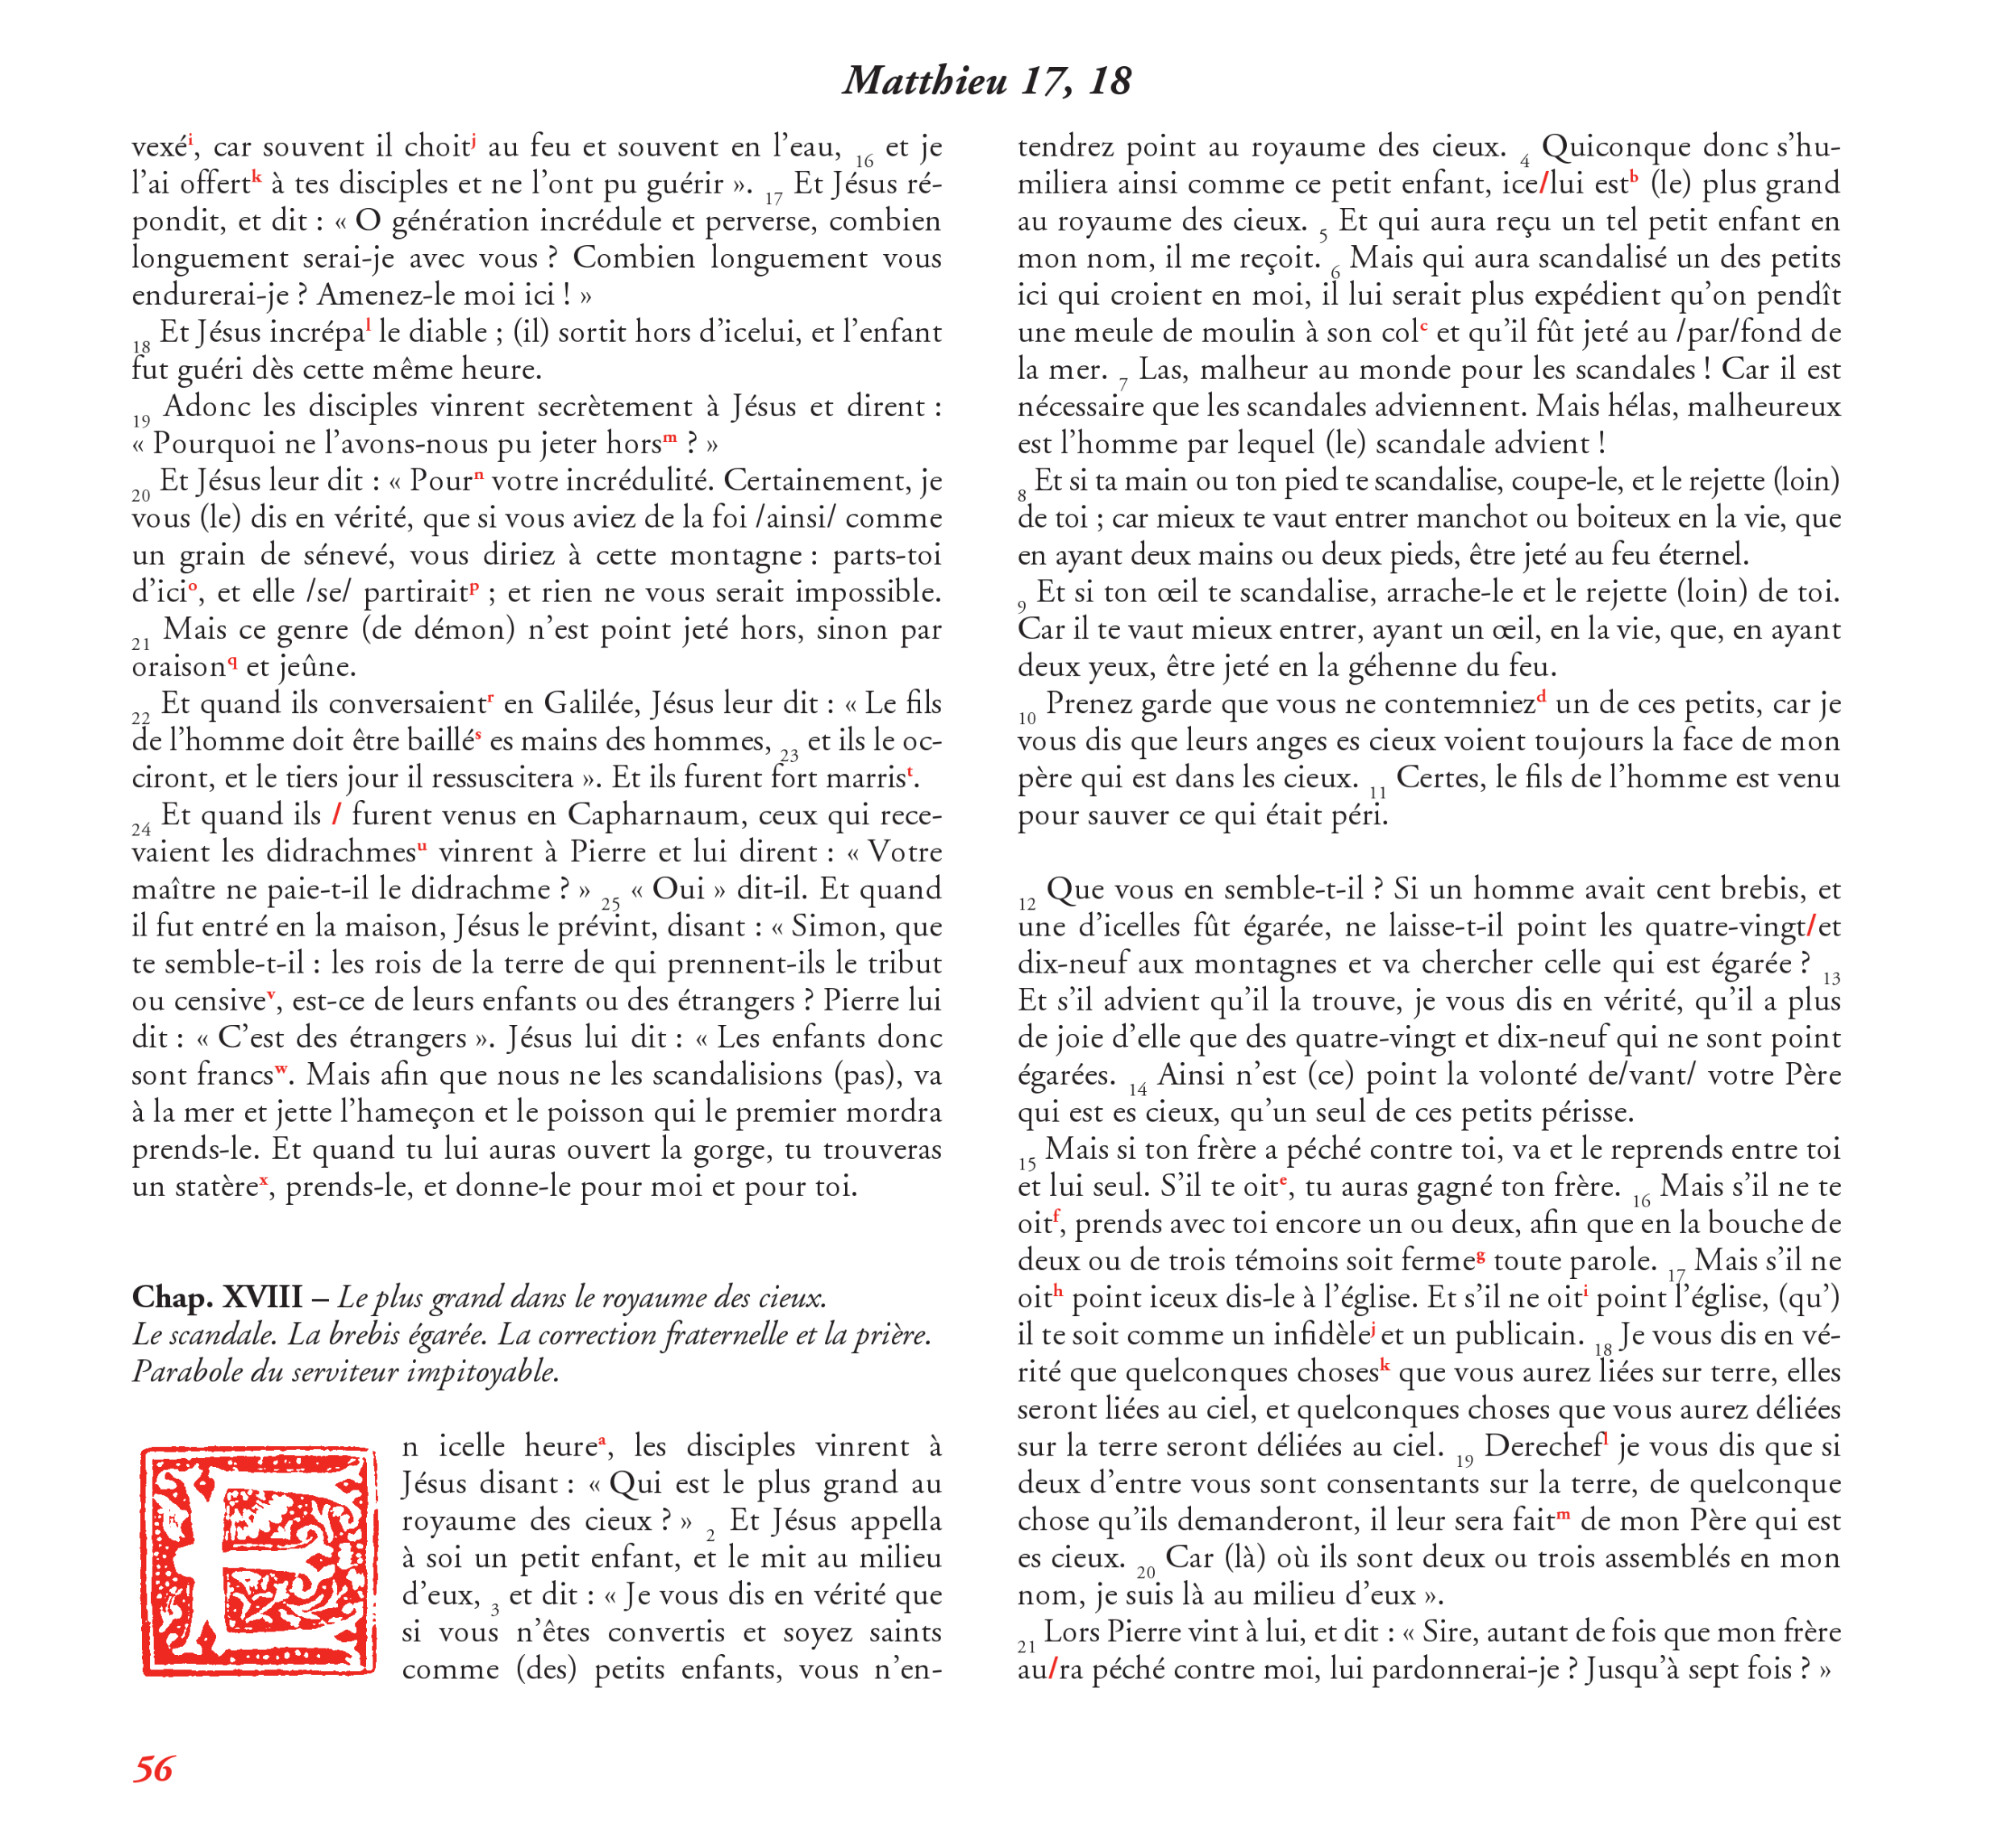 Matthieu 17, 18
vexéi, car souvent il choitj au feu et souvent en l’eau, 16 et je
l’ai offertk à tes disciples et ne l’ont pu guérir ». 17 Et Jésus ré-
pondit, et dit : « O génération incrédule et perverse, combien
longuement serai-je avec vous ? Combien longuement vous
endurerai-je ? Amenez-le moi ici ! »
18 Et Jésus incrépal le diable ; (il) sortit hors d’icelui, et l’enfant
fut guéri dès cette même heure.
19 Adonc les disciples vinrent secrètement à Jésus et dirent :
« Pourquoi ne l’avons-nous pu jeter horsm ? »
20 Et Jésus leur dit : « Pourn votre incrédulité. Certainement, je
vous (le) dis en vérité, que si vous aviez de la foi /ainsi/ comme
un grain de sénevé, vous diriez à cette montagne : parts-toi
d’icio, et elle /se/ partiraitp ; et rien ne vous serait impossible.
21 Mais ce genre (de démon) n’est point jeté hors, sinon par
oraisonq et jeûne.
22 Et quand ils conversaientr en Galilée, Jésus leur dit : « Le fils
de l’homme doit être baillés es mains des hommes, 23 et ils le oc-
ciront, et le tiers jour il ressuscitera ». Et ils furent fort marrist.
24 Et quand ils / furent venus en Capharnaum, ceux qui rece-
vaient les didrachmesu vinrent à Pierre et lui dirent : « Votre
maître ne paie-t-il le didrachme ? » 25 « Oui » dit-il. Et quand
il fut entré en la maison, Jésus le prévint, disant : « Simon, que
te semble-t-il : les rois de la terre de qui prennent-ils le tribut
ou censivev, est-ce de leurs enfants ou des étrangers ? Pierre lui
dit : « C’est des étrangers ». Jésus lui dit : « Les enfants donc
sont francsw. Mais afin que nous ne les scandalisions (pas), va
à la mer et jette l’hameçon et le poisson qui le premier mordra
prends-le. Et quand tu lui auras ouvert la gorge, tu trouveras
un statèrex, prends-le, et donne-le pour moi et pour toi.
Chap. XVIII – Le plus grand dans le royaume des cieux.
Le scandale. La brebis égarée. La correction fraternelle et la prière.
Parabole du serviteur impitoyable.
E
n icelle heurea, les disciples vinrent à
Jésus disant : « Qui est le plus grand au
royaume des cieux ? » 2 Et Jésus appella
à soi un petit enfant, et le mit au milieu
d’eux, 3 et dit : « Je vous dis en vérité que
si vous n’êtes convertis et soyez saints
comme (des) petits enfants, vous n’en-
tendrez point au royaume des cieux. 4 Quiconque donc s’hu-
miliera ainsi comme ce petit enfant, ice/lui estb (le) plus grand
au royaume des cieux. 5 Et qui aura reçu un tel petit enfant en
mon nom, il me reçoit. 6 Mais qui aura scandalisé un des petits
ici qui croient en moi, il lui serait plus expédient qu’on pendît
une meule de moulin à son colc et qu’il fût jeté au /par/fond de
la mer. 7 Las, malheur au monde pour les scandales ! Car il est
nécessaire que les scandales adviennent. Mais hélas, malheureux
est l’homme par lequel (le) scandale advient !
8 Et si ta main ou ton pied te scandalise, coupe-le, et le rejette (loin)
de toi ; car mieux te vaut entrer manchot ou boiteux en la vie, que
en ayant deux mains ou deux pieds, être jeté au feu éternel.
9 Et si ton œil te scandalise, arrache-le et le rejette (loin) de toi.
Car il te vaut mieux entrer, ayant un œil, en la vie, que, en ayant
deux yeux, être jeté en la géhenne du feu.
10 Prenez garde que vous ne contemniezd un de ces petits, car je
vous dis que leurs anges es cieux voient toujours la face de mon
père qui est dans les cieux. 11 Certes, le fils de l’homme est venu
pour sauver ce qui était péri.
12 Que vous en semble-t-il ? Si un homme avait cent brebis, et
une d’icelles fût égarée, ne laisse-t-il point les quatre-vingt/et
dix-neuf aux montagnes et va chercher celle qui est égarée ? 13
Et s’il advient qu’il la trouve, je vous dis en vérité, qu’il a plus
de joie d’elle que des quatre-vingt et dix-neuf qui ne sont point
égarées. 14 Ainsi n’est (ce) point la volonté de/vant/ votre Père
qui est es cieux, qu’un seul de ces petits périsse.
15 Mais si ton frère a péché contre toi, va et le reprends entre toi
et lui seul. S’il te oite, tu auras gagné ton frère. 16 Mais s’il ne te
oitf, prends avec toi encore un ou deux, afin que en la bouche de
deux ou de trois témoins soit fermeg toute parole. 17 Mais s’il ne
oith point iceux dis-le à l’église. Et s’il ne oiti point l’église, (qu’)
il te soit comme un infidèlej et un publicain. 18 Je vous dis en vé-
rité que quelconques chosesk que vous aurez liées sur terre, elles
seront liées au ciel, et quelconques choses que vous aurez déliées
sur la terre seront déliées au ciel. 19 Derechefl je vous dis que si
deux d’entre vous sont consentants sur la terre, de quelconque
chose qu’ils demanderont, il leur sera faitm de mon Père qui est
es cieux. 20 Car (là) où ils sont deux ou trois assemblés en mon
nom, je suis là au milieu d’eux ».
21 Lors Pierre vint à lui, et dit : « Sire, autant de fois que mon frère
au/ra péché contre moi, lui pardonnerai-je ? Jusqu’à sept fois ? »
56